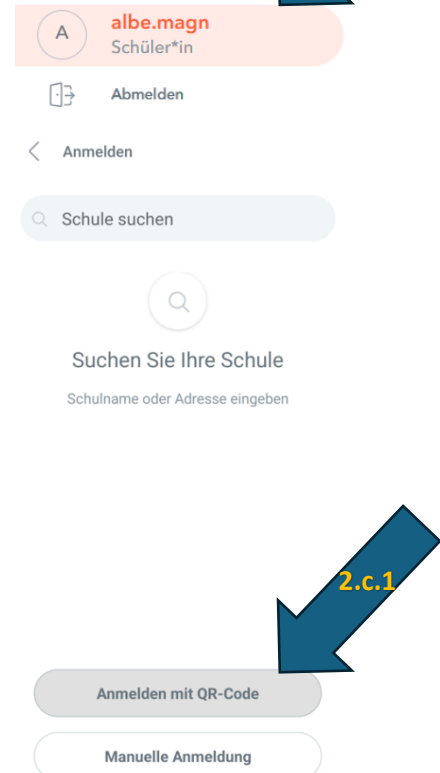 A
albe.magn
Schüler*in
Abmelden
Anmelden
Schule suchen
Suchen Sie Ihre Schule
Schulname oder Adresse eingeben
2.c.1
Anmelden mit QR-Code
Manuelle Anmeldung